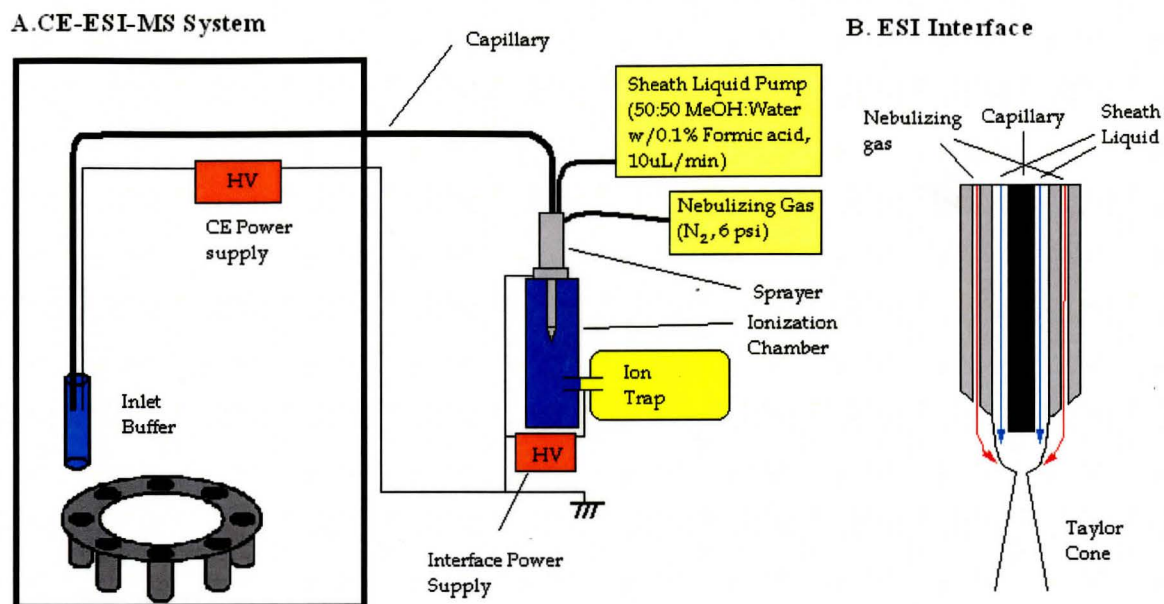 A.CE-ESI-MS System
Capillary
Sheath Liquid Pump
(50:50 MeOH:Water
w/0.1% Formic acid,
10uL/min)
Nebulizing Gas
(N2, 6 psi)
HV
CE Power
supply
Sprayer
Ionization
Chamber
Ion
Trap
Inlet
Buffer
HV
Interface Power
Supply
B. ESI Interface
Nebulizing
gas
Capillary
Sheath
Liquid
Taylor
Cone